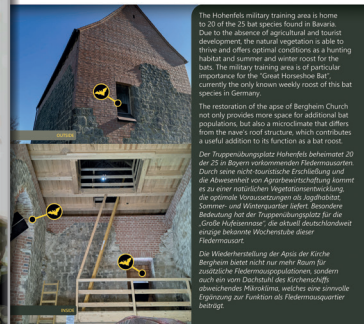 The Hohenfels military training area is home
to 20 of the 25 bat species found in Bavaria.
Due to the absence of agricultural and tourist
development, the natural vegetation is able to
thrive and offers optimal conditions as a hunting
habitat and summer and winter roost for the
bats. The military training area is of particular
importance for the "Great Horseshoe Bat",
currently the only known weekly roost of this bat
species in Germany.
The restoration of the apse of Bergheim Church
not only provides more space for additional bat
populations, but also a microclimate that differs
from the nave's roof structure, which contributes
a useful addition to its function as a bat roost.
Der Truppenübungsplatz Hohenfels beheimatet 20
der 25 in Bayern vorkommenden Fledermausarten.
Durch seine nicht-touristische Erschließung und
die Abwesenheit von Agrarbewirtschaftung kommt
es zu einer natürlichen Vegetationsentwicklung,
die optimale Voraussetzungen als Jagdhabitat,
Sommer- und Winterquartier liefert. Besondere
Bedeutung hat der Truppenübungsplatz für die
„Große Hufeisennase", die aktuell deutschlandweit
einzige bekannte Wochenstube dieser
Fledermausart.
Die Wiederherstellung der Apsis der Kirche
Bergheim bietet nicht nur mehr Raum für
zusätzliche Fledermauspopulationen, sondern
auch ein vom Dachstuhl des Kirchenschiffs
abweichendes Mikroklima, welches eine sinnvolle
Ergänzung zur Funktion als Fledermausquartier
beiträgt.
OUTSIDE
INSIDE